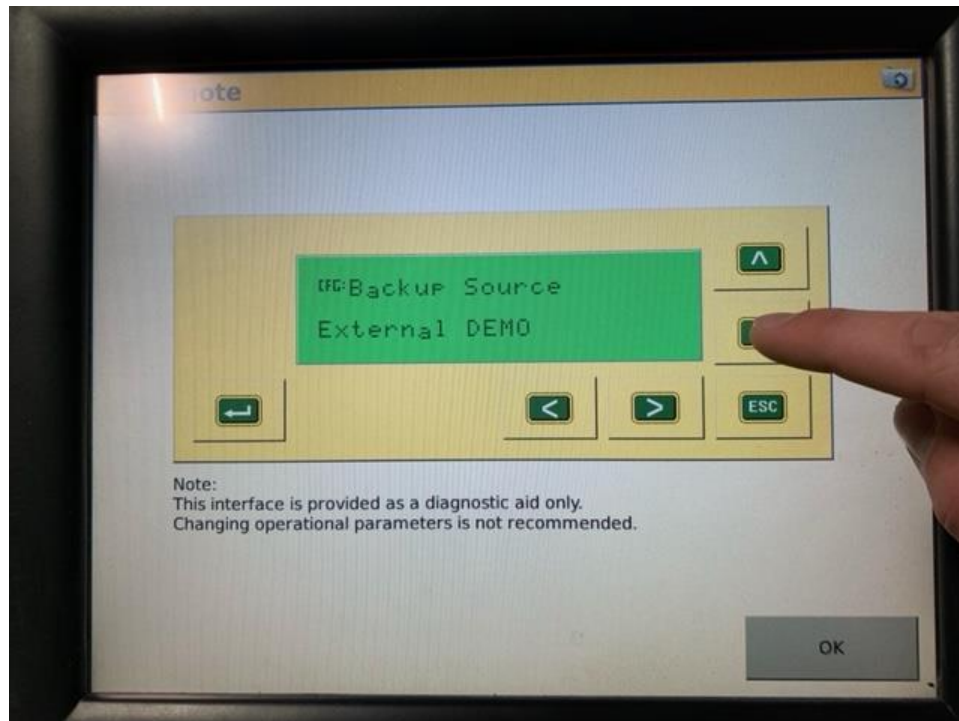 ote
CFG:Backup Source
External DEMO
ESC
Note:
This interface is provided as a diagnostic aid only.
Changing operational parameters is not recommended.
OK